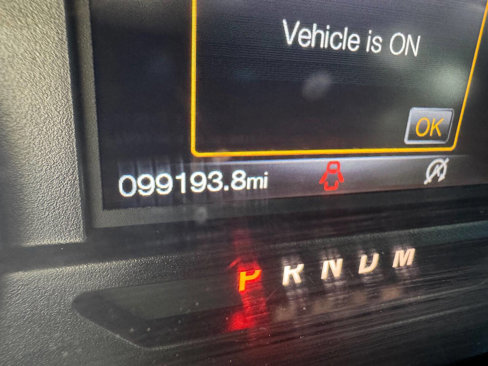 Vehicle is ON
OK
099193.8mi
P R N D M